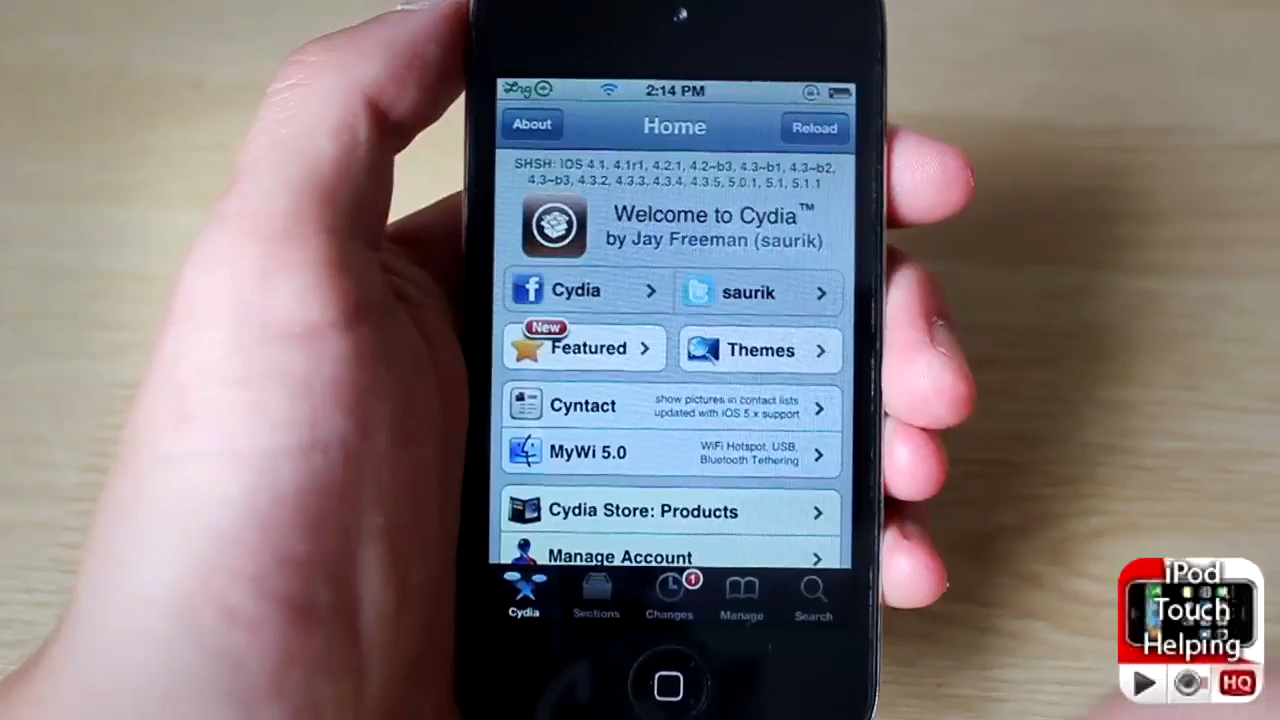 2:14 PM
About
Home
Reload
SHSH: iOS 4.1, 4.1r1, 4.2.1, 4.2~b3, 4.3~b1, 4.3~b2,
4.3~b3, 4.3.2, 4.3.3, 4.3.4, 4.3.5, 5.0.1, 5.1, 5.1.1
Welcome to Cydia™
by Jay Freeman (saurik)
Cydia
saurik
New
Featured
Themes
Cyntact
show pictures in contact lists
updated with iOS 5.x support
MyWi 5.0
WiFi Hotspot, USB,
Bluetooth Tethering
Cydia Store: Products
Manage Account
1
Cydia
Sections
Changes
Manage
Search
iPod
Touch
Helping
HQ